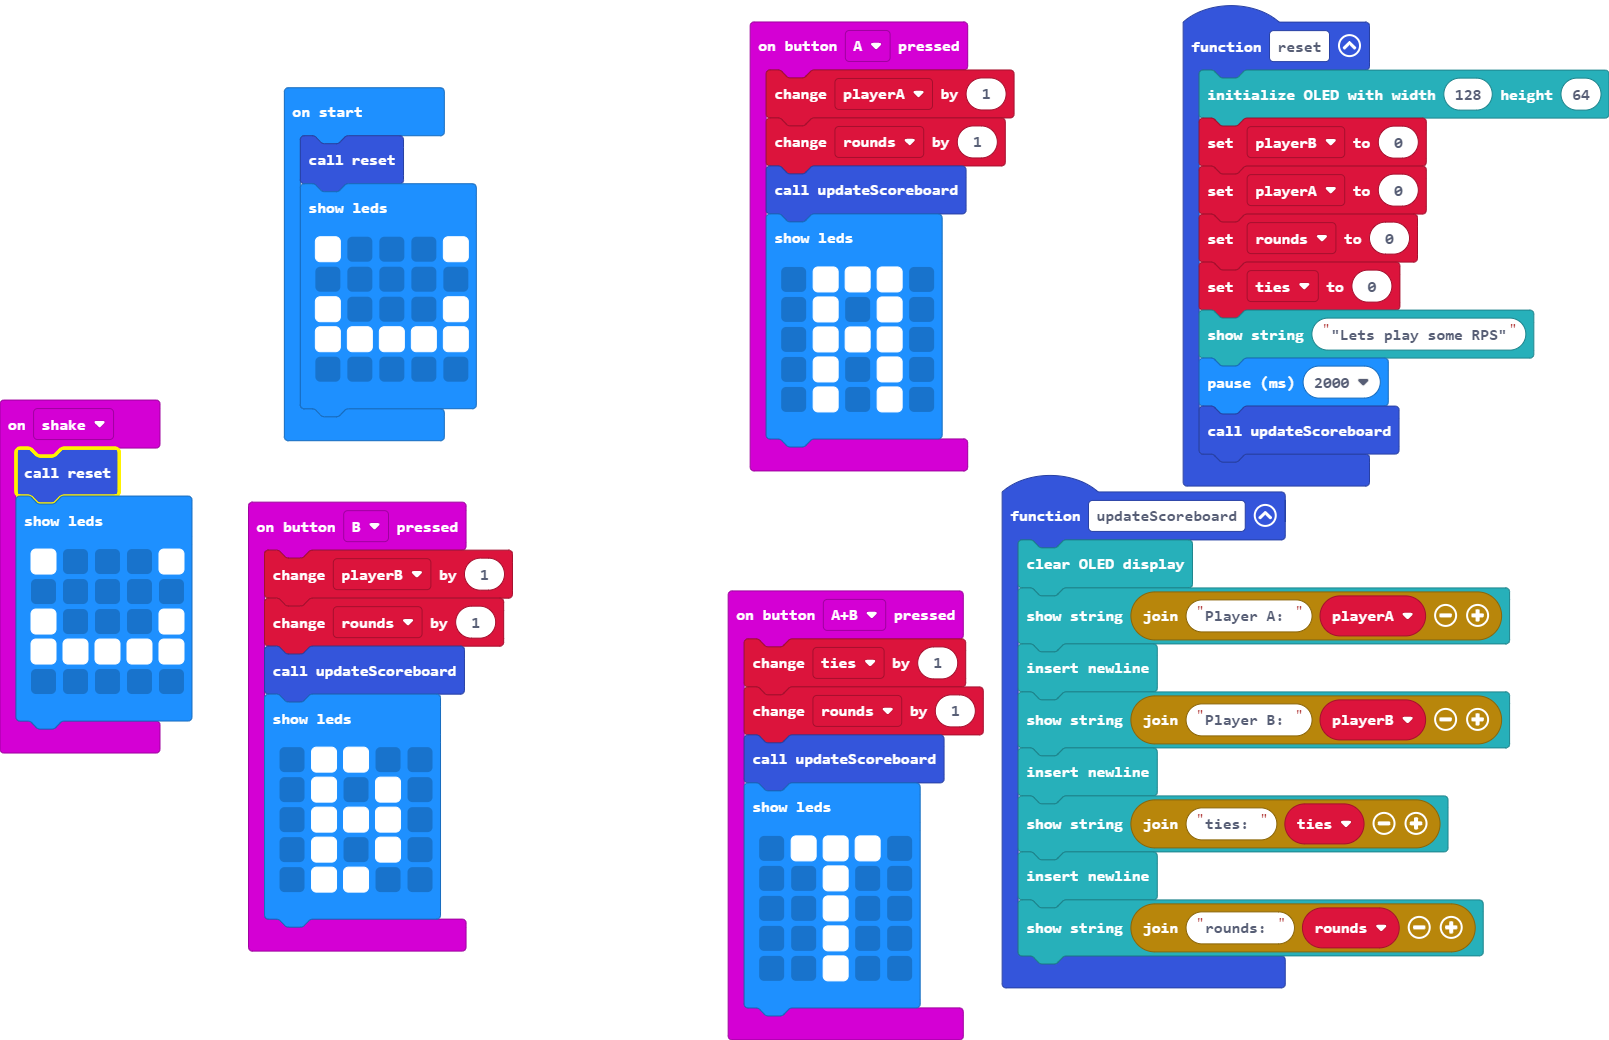 on start
call reset
show leds
on shake
call reset
show leds
on button B pressed
change playerB by 1
change rounds by 1
call updateScoreboard
show leds
on button A pressed
change playerA by 1
change rounds by 1
call updateScoreboard
show leds
on button A+B pressed
change ties by 1
change rounds by 1
call updateScoreboard
show leds
function reset
initialize OLED with width 128 height 64
set playerB to 0
set playerA to 0
set rounds to 0
set ties to 0
show string ""Lets play some RPS""
pause (ms) 2000
call updateScoreboard
function updateScoreboard
clear OLED display
show string join "Player A: " playerA
insert newline
show string join "Player B: " playerB
insert newline
show string join "ties: " ties
insert newline
show string join "rounds: " rounds